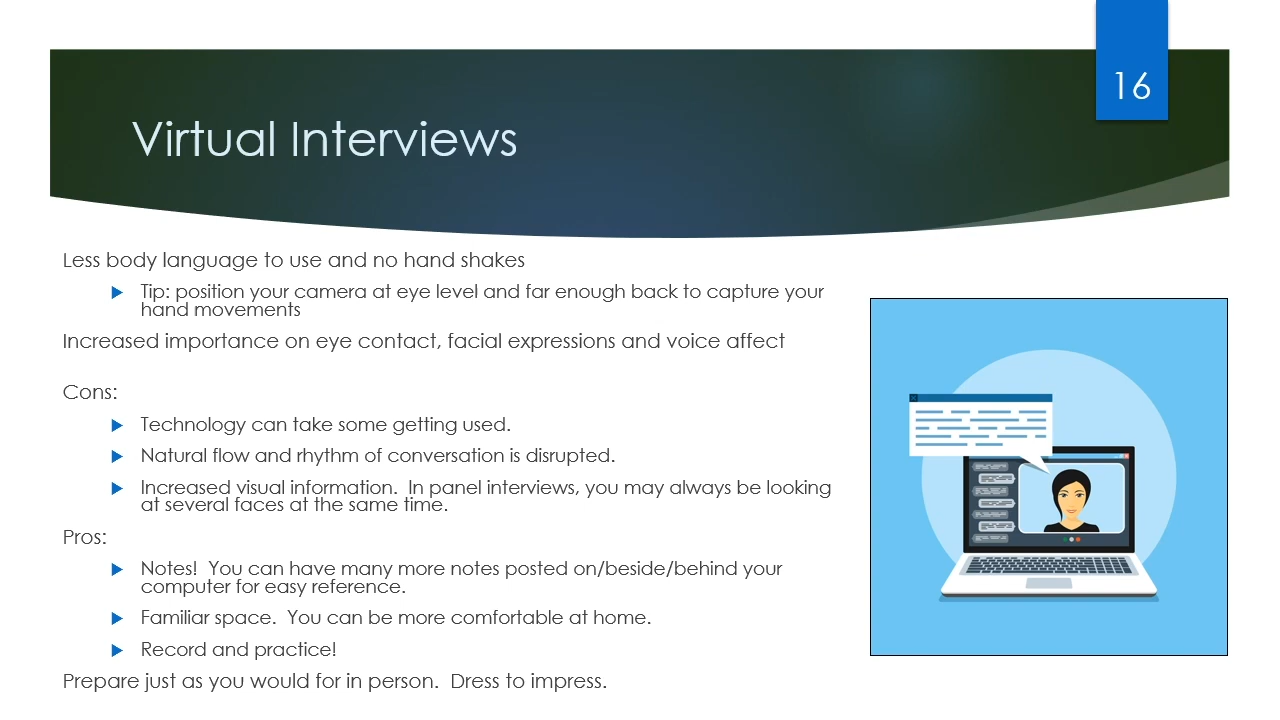 16
Virtual Interviews
Less body language to use and no hand shakes
Tip: position your camera at eye level and far enough back to capture your
hand movements
Increased importance on eye contact, facial expressions and voice affect
Cons:
Technology can take some getting used.
Natural flow and rhythm of conversation is disrupted.
Increased visual information.  In panel interviews, you may always be looking
at several faces at the same time.
Pros:
Notes!  You can have many more notes posted on/beside/behind your
computer for easy reference.
Familiar space.  You can be more comfortable at home.
Record and practice!
Prepare just as you would for in person.  Dress to impress.